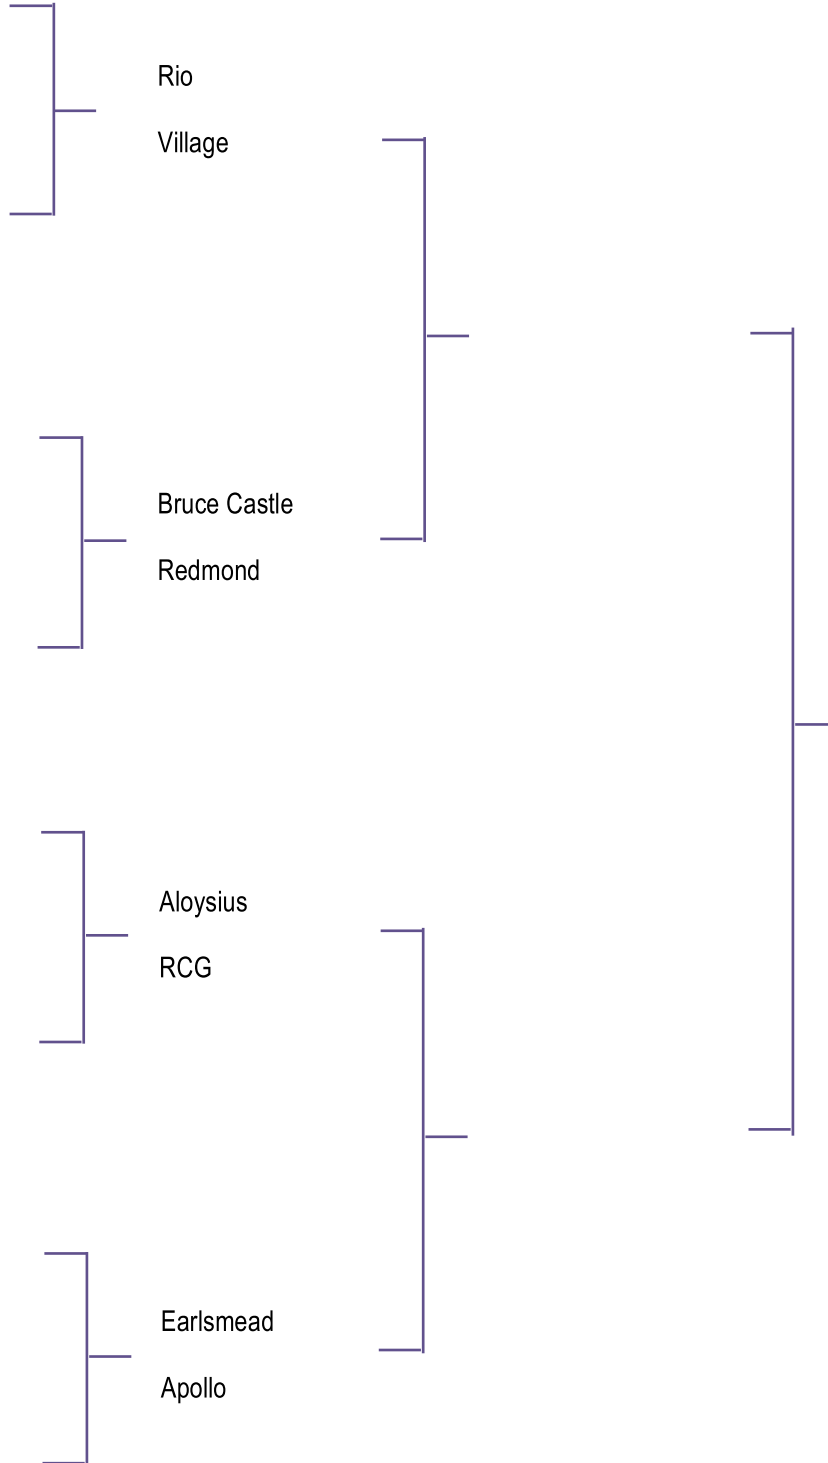 Rio
Village
Bruce Castle
Redmond
Aloysius
RCG
Earlsmead
Apollo